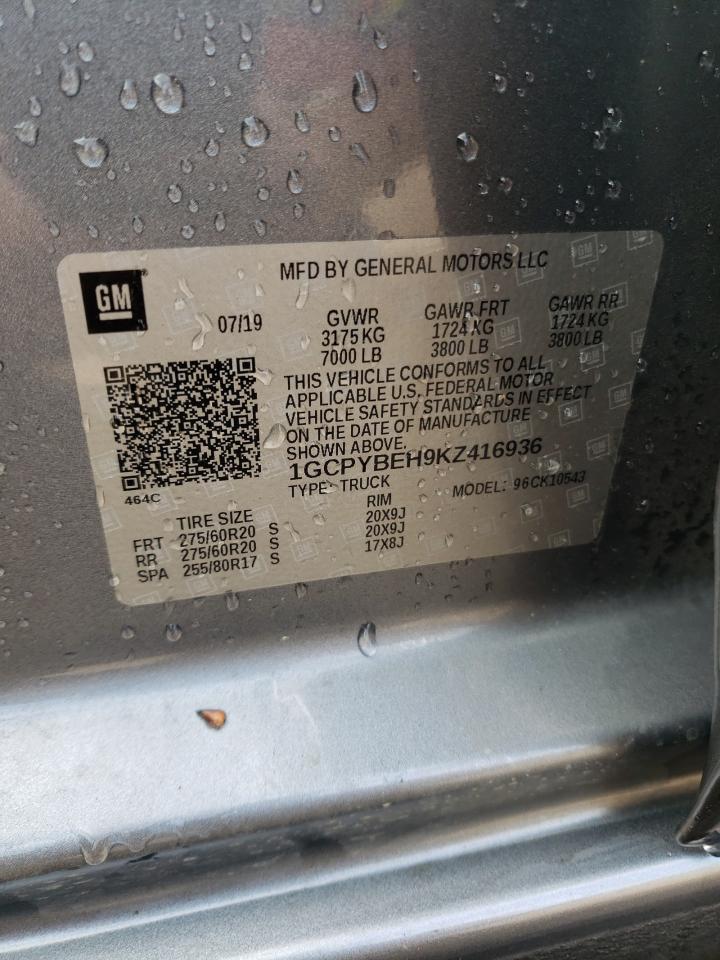 MFD BY GENERAL MOTORS LLC
GM
07/19
GVWR
3175 KG
7000 LB
GAWR FRT
1724 KG
3800 LB
GAWR RR
1724 KG
3800 LB
THIS VEHICLE CONFORMS TO ALL
APPLICABLE U.S. FEDERAL MOTOR
VEHICLE SAFETY STANDARDS IN EFFECT
ON THE DATE OF MANUFACTURE
SHOWN ABOVE.
1GCPYBEH9KZ416936
TYPE: TRUCK
MODEL: 96CK10543
464C
TIRE SIZE RIM
FRT 275/60R20 S 20X9J
RR 275/60R20 S 20X9J
SPA 255/80R17 S 17X8J